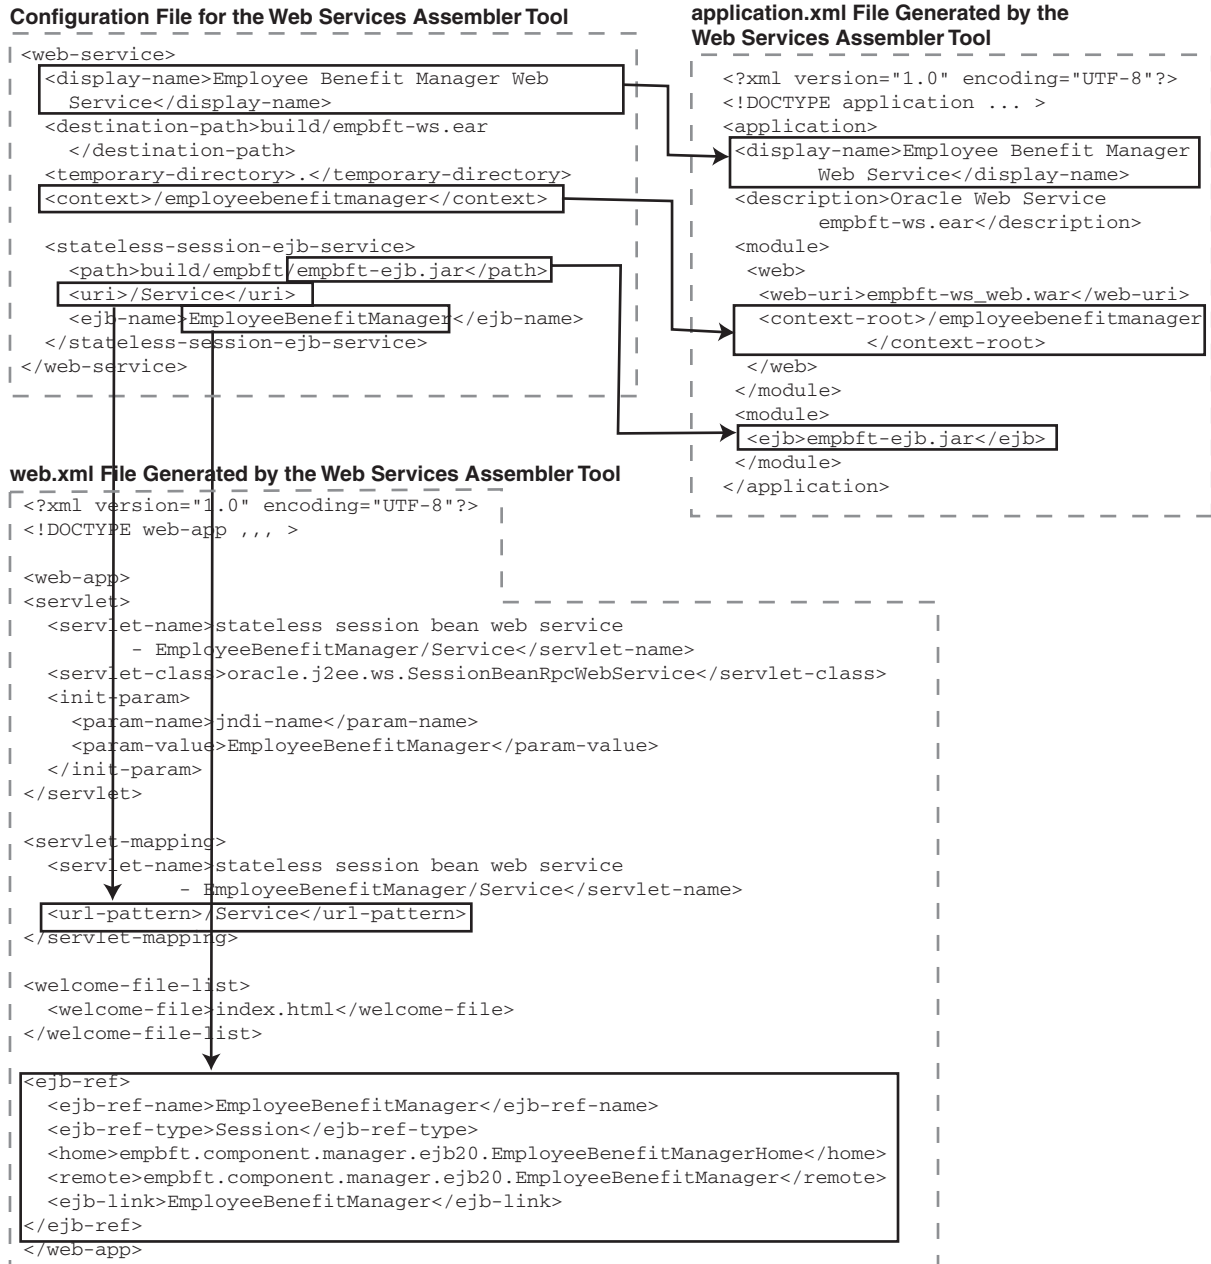 Configuration File for the Web Services Assembler Tool
<web-service>
<display-name>Employee Benefit Manager Web
Service</display-name>
<destination-path>build/empbft-ws.ear
</destination-path>
<temporary-directory>.</temporary-directory>
<context>/employeebenefitmanager</context>
<stateless-session-ejb-service>
<path>build/empbft/empbft-ejb.jar</path>
<uri>/Service</uri>
<ejb-name>EmployeeBenefitManager</ejb-name>
</stateless-session-ejb-service>
</web-service>
application.xml File Generated by the
Web Services Assembler Tool
<?xml version="1.0" encoding="UTF-8"?>
<!DOCTYPE application ... >
<application>
<display-name>Employee Benefit Manager
Web Service</display-name>
<description>Oracle Web Service
empbft-ws.ear</description>
<module>
<web>
<web-uri>empbft-ws_web.war</web-uri>
<context-root>/employeebenefitmanager
</context-root>
</web>
</module>
<module>
<ejb>empbft-ejb.jar</ejb>
</module>
</application>
web.xml File Generated by the Web Services Assembler Tool
<?xml version="1.0" encoding="UTF-8"?>
<!DOCTYPE web-app ,,, >
<web-app>
<servlet>
<servlet-name>stateless session bean web service
- EmployeeBenefitManager/Service</servlet-name>
<servlet-class>oracle.j2ee.ws.SessionBeanRpcWebService</servlet-class>
<init-param>
<param-name>jndi-name</param-name>
<param-value>EmployeeBenefitManager</param-value>
</init-param>
</servlet>
<servlet-mapping>
<servlet-name>stateless session bean web service
- EmployeeBenefitManager/Service</servlet-name>
<url-pattern>/Service</url-pattern>
</servlet-mapping>
<welcome-file-list>
<welcome-file>index.html</welcome-file>
</welcome-file-list>
<ejb-ref>
<ejb-ref-name>EmployeeBenefitManager</ejb-ref-name>
<ejb-ref-type>Session</ejb-ref-type>
<home>empbft.component.manager.ejb20.EmployeeBenefitManagerHome</home>
<remote>empbft.component.manager.ejb20.EmployeeBenefitManager</remote>
<ejb-link>EmployeeBenefitManager</ejb-link>
</ejb-ref>
</web-app>